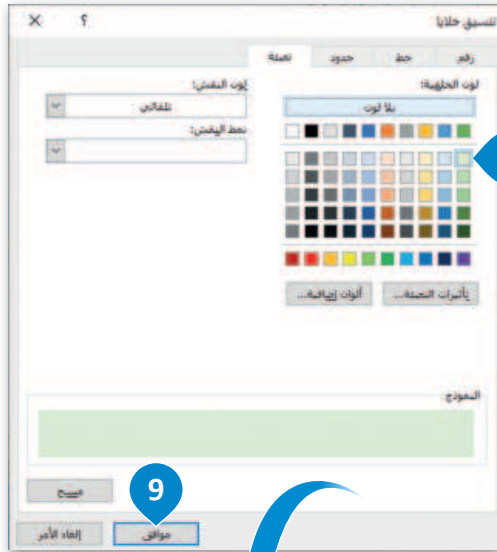 تنسيق خلايا
؟
رقم
خط
حدود
تعبئة
لون الخلفية:
بلا لون
لون النقش:
تلقائي
نمط النقش:
تأثيرات التعبئة...
ألوان إضافية...
النموذج
مسح
9
موافق
إلغاء الأمر